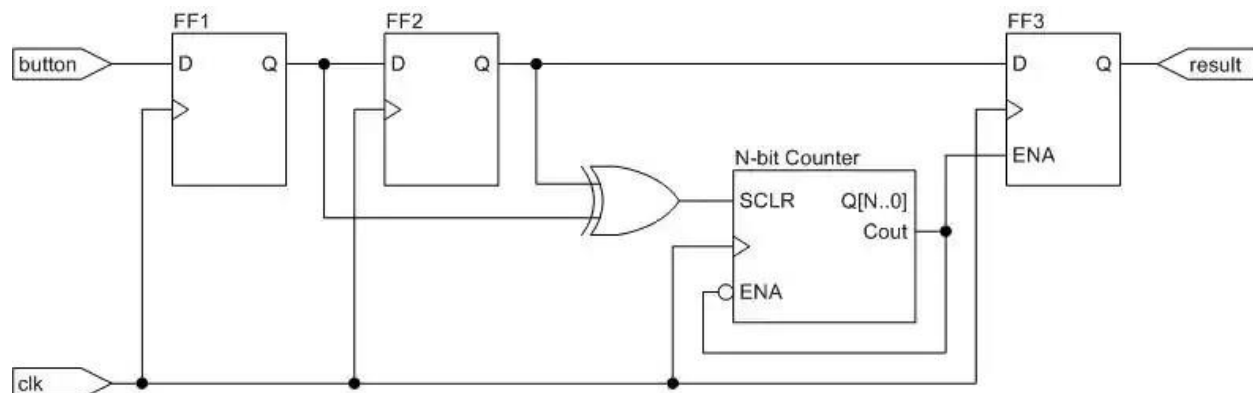 FF1
FF2
FF3
button
D Q
D Q
D Q
result
N-bit Counter
ENA
SCLR Q[N..0]
Cout
ENA
clk